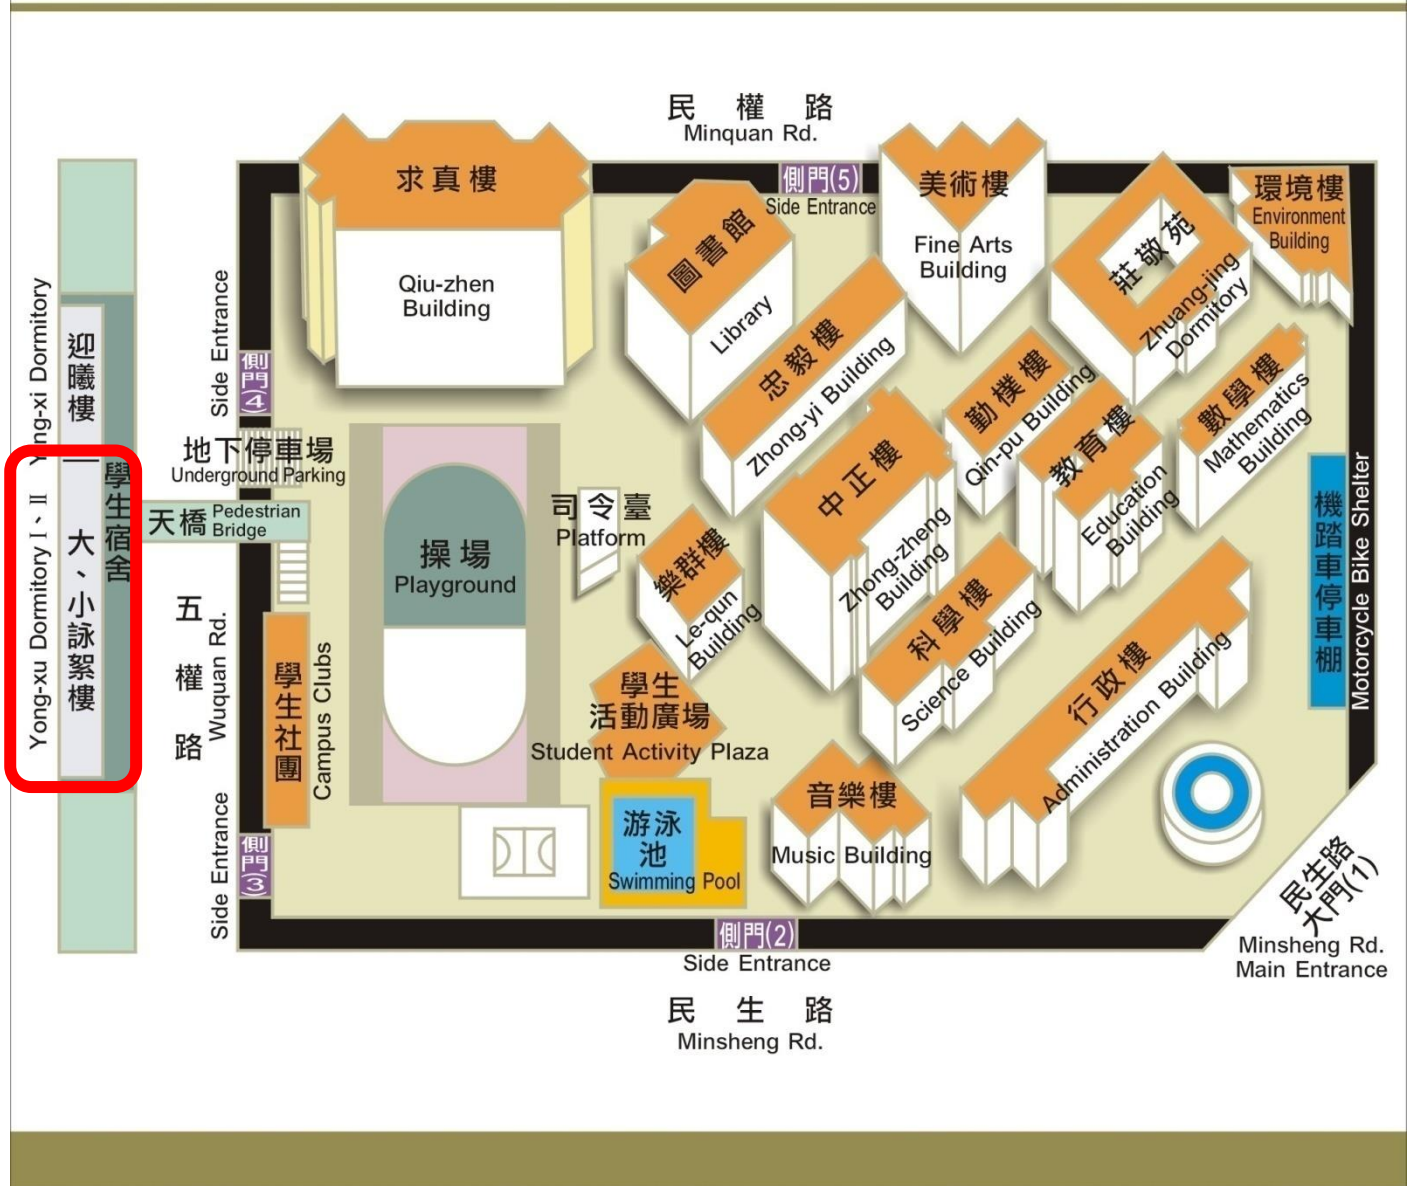 民權路
Minquan Rd.
求真樓
Qiu-zhen
Building
圖書館
Library
側門(5)
Side Entrance
美術樓
Fine Arts
Building
莊敬苑
Zhuang-jing
Dormitory
環境樓
Environment
Building
Side Entrance
側門(4)
忠毅樓
Zhong-yi Building
勤樸樓
Qin-pu Building
教育樓
Education
Building
數學樓
Mathematics
Building
Yong-xi Dormitory
迎曦樓
Yong-xu Dormitory I、II
大、小詠絮樓
學生宿舍
地下停車場
Underground Parking
天橋
Pedestrian
Bridge
操場
Playground
司令臺
Platform
樂群樓
Le-qun
Building
中正樓
Zhong-zheng
Building
科學樓
Science Building
行政樓
Administration Building
機踏車停車棚
Motorcycle Bike Shelter
五權路
Wuquan Rd.
學生社團
Campus Clubs
學生
活動廣場
Student Activity Plaza
Side Entrance
側門(3)
游泳
池
Swimming Pool
音樂樓
Music Building
側門(2)
Side Entrance
民生路
大門(1)
Minsheng Rd.
Main Entrance
民生路
Minsheng Rd.